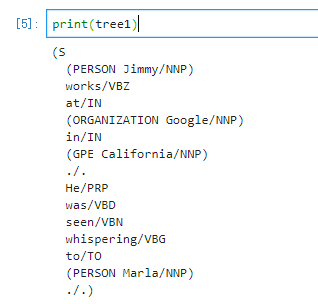 [5]: print(tree1)
(S
  (PERSON Jimmy/NNP)
  works/VBZ
  at/IN
  (ORGANIZATION Google/NNP)
  in/IN
  (GPE California/NNP)
  ./.
  He/PRP
  was/VBD
  seen/VBN
  whispering/VBG
  to/TO
  (PERSON Marla/NNP)
  ./.)